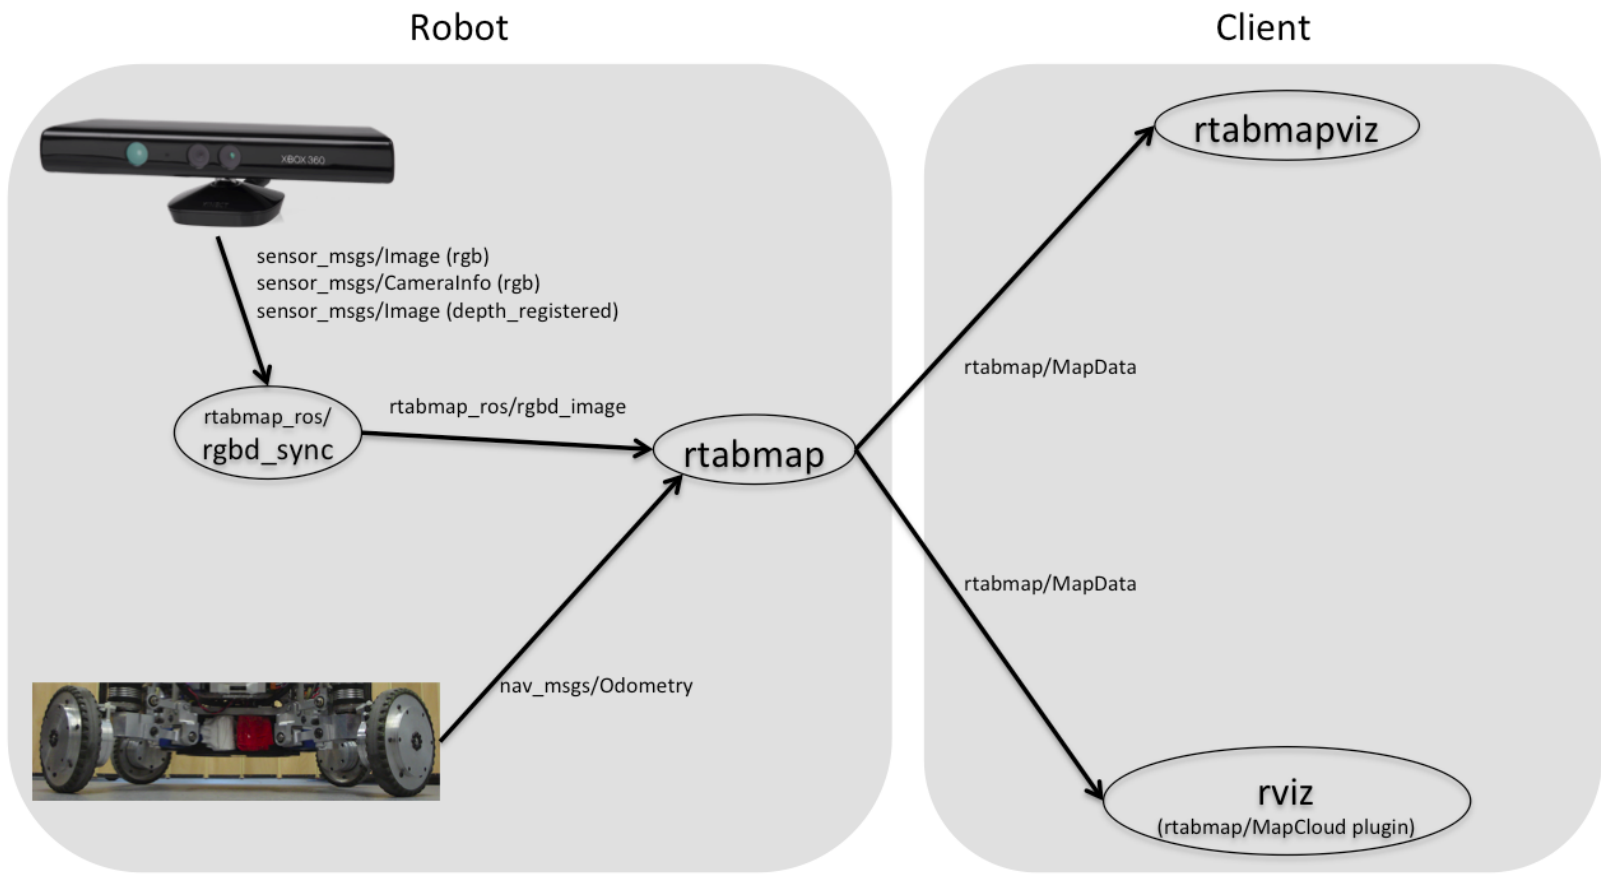 Robot
Client
XBOX 360
sensor_msgs/Image (rgb)
sensor_msgs/CameraInfo (rgb)
sensor_msgs/Image (depth_registered)
rtabmap_ros/
rgbd_sync
rtabmap_ros/rgbd_image
rtabmap
nav_msgs/Odometry
rtabmapviz
rtabmap/MapData
rtabmap/MapData
rviz
(rtabmap/MapCloud plugin)